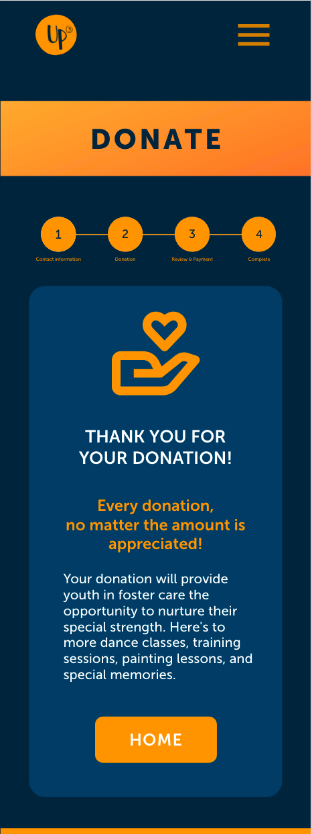 Up
DONATE
1
2
3
4
Contact Information
Donation
Review & Payment
Complete
THANK YOU FOR
YOUR DONATION!
Every donation,
no matter the amount is
appreciated!
Your donation will provide
youth in foster care the
opportunity to nurture their
special strength. Here's to
more dance classes, training
sessions, painting lessons, and
special memories.
HOME